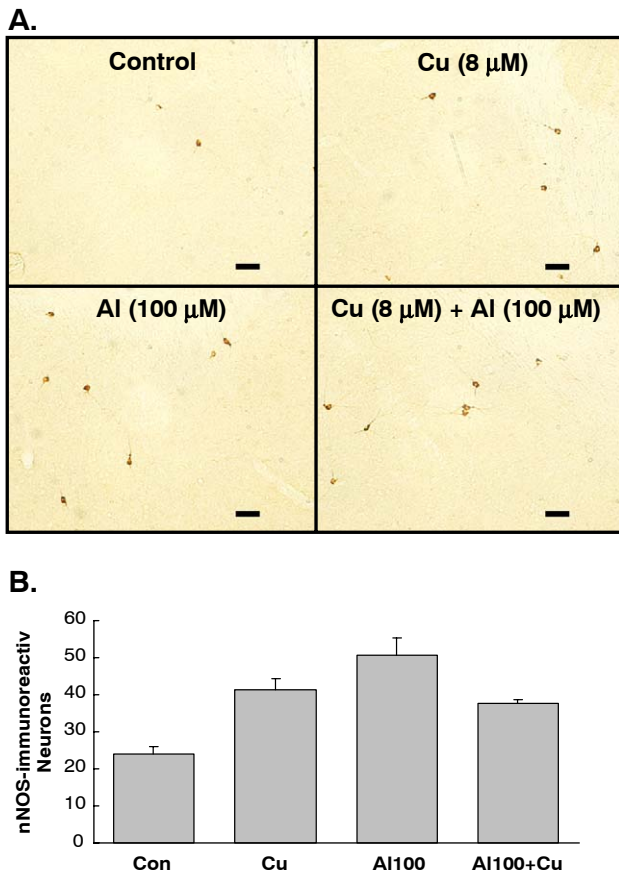 A.
Control
Cu (8 μM)
Al (100 μM)
Cu (8 μM) + Al (100 μM)
B.
nNOS-immunoreactiv
Neurons
60
50
40
30
20
10
0
Con
Cu
Al100
Al100+Cu